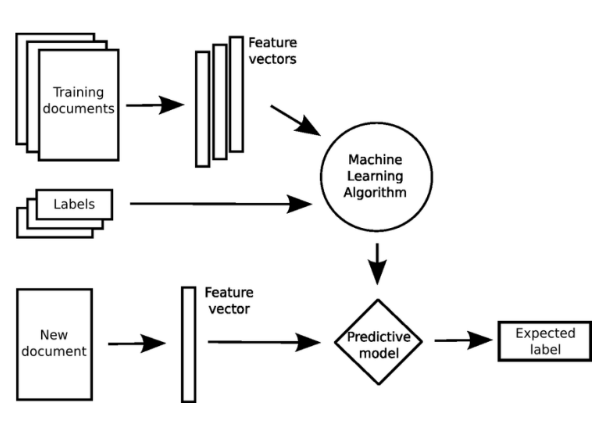 Training
documents
Feature
vectors
Machine
Learning
Algorithm
Labels
New
document
Feature
vector
Predictive
model
Expected
label